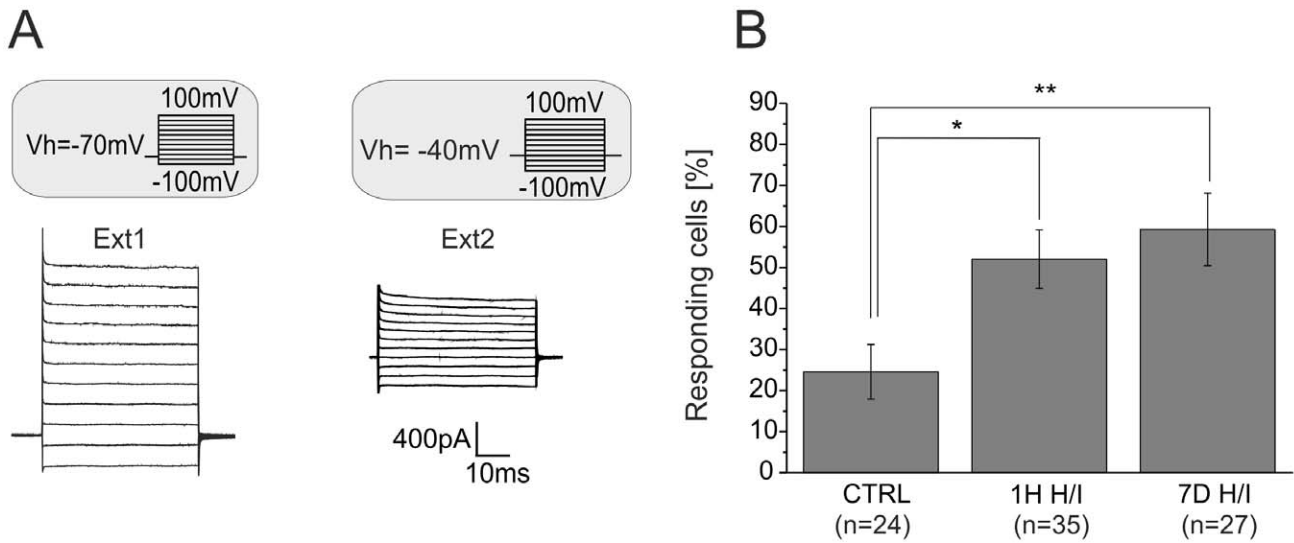 A
100mV
Vh=-70mV
-100mV
Ext1
100mV
Vh= -40mV
-100mV
Ext2
400pA
10ms
B
**
*
Responding cells [%]
90
80
70
60
50
40
30
20
10
0
CTRL 1H H/I 7D H/I
(n=24) (n=35) (n=27)